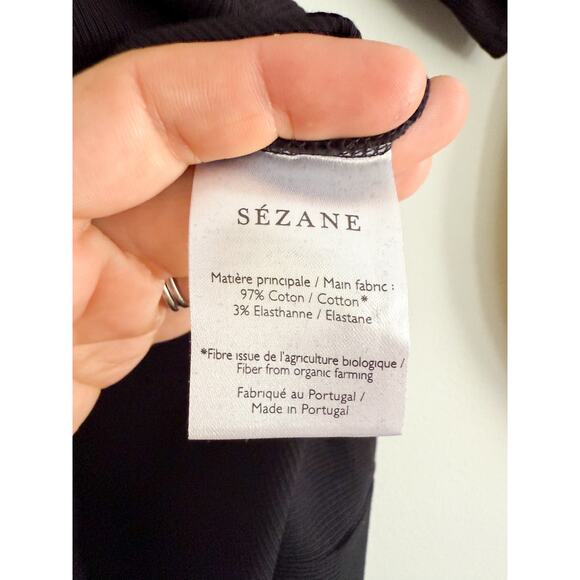 SÉZANE
Matière principale / Main fabric :
97% Coton / Cotton*
3% Elasthanne / Elastane
*Fibre issue de l'agriculture biologique /
Fiber from organic farming
Fabriqué au Portugal /
Made in Portugal